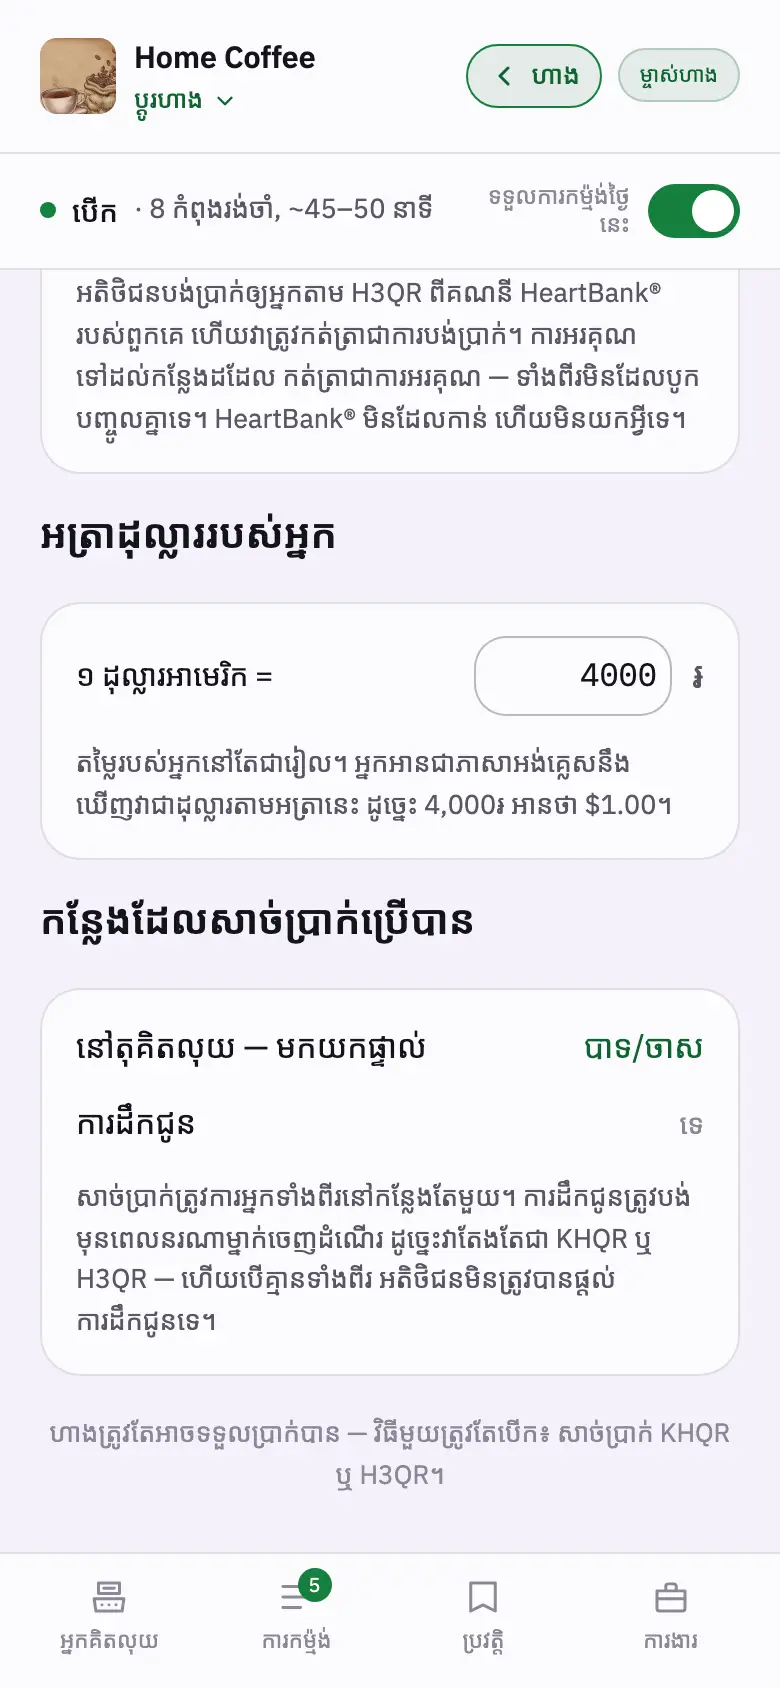 Home Coffee
ប្តូរហាង
ហាង
ម្ចាស់ហាង
បើក · 8 កំពុងរង់ចាំ, ~45–50 នាទី
ទទួលការកម្ម៉ង់ថ្ងៃ
នេះ
អតិថិជនបង់ប្រាក់ឲ្យអ្នកតាម H3QR ពីគណនី HeartBank®
របស់ពួកគេ ហើយវាត្រូវកត់ត្រាជាការបង់ប្រាក់។ ការអរគុណ
ទៅដល់កន្លែងដដែល កត់ត្រាជាការអរគុណ — ទាំងពីរមិនដែលបូក
បញ្ចូលគ្នាទេ។ HeartBank® មិនដែលកាន់ ហើយមិនយកអ្វីទេ។
អត្រាដុល្លាររបស់អ្នក
១ ដុល្លារអាមេរិក =
4000
៛
តម្លៃរបស់អ្នកនៅតែជារៀល។ អ្នកអានជាភាសាអង់គ្លេសនឹង
ឃើញវាជាដុល្លារតាមអត្រានេះ ដូច្នេះ 4,000៛ អានថា $1.00។
កន្លែងដែលសាច់ប្រាក់ប្រើបាន
នៅតុគិតលុយ — មកយកផ្ទាល់
បាទ/ចាស
ការដឹកជូន
ទេ
សាច់ប្រាក់ត្រូវការអ្នកទាំងពីរនៅកន្លែងតែមួយ។ ការដឹកជូនត្រូវបង់
មុនពេលនរណាម្នាក់ចេញដំណើរ ដូច្នេះវាតែងតែជា KHQR ឬ
H3QR — ហើយបើគ្មានទាំងពីរ អតិថិជនមិនត្រូវបានផ្តល់
ការដឹកជូនទេ។
ហាងត្រូវតែអាចទទួលប្រាក់បាន — វិធីមួយត្រូវតែបើក៖ សាច់ប្រាក់ KHQR
ឬ H3QR។
អ្នកគិតលុយ
5
ការកម្ម៉ង់
ប្រវត្តិ
ការងារ